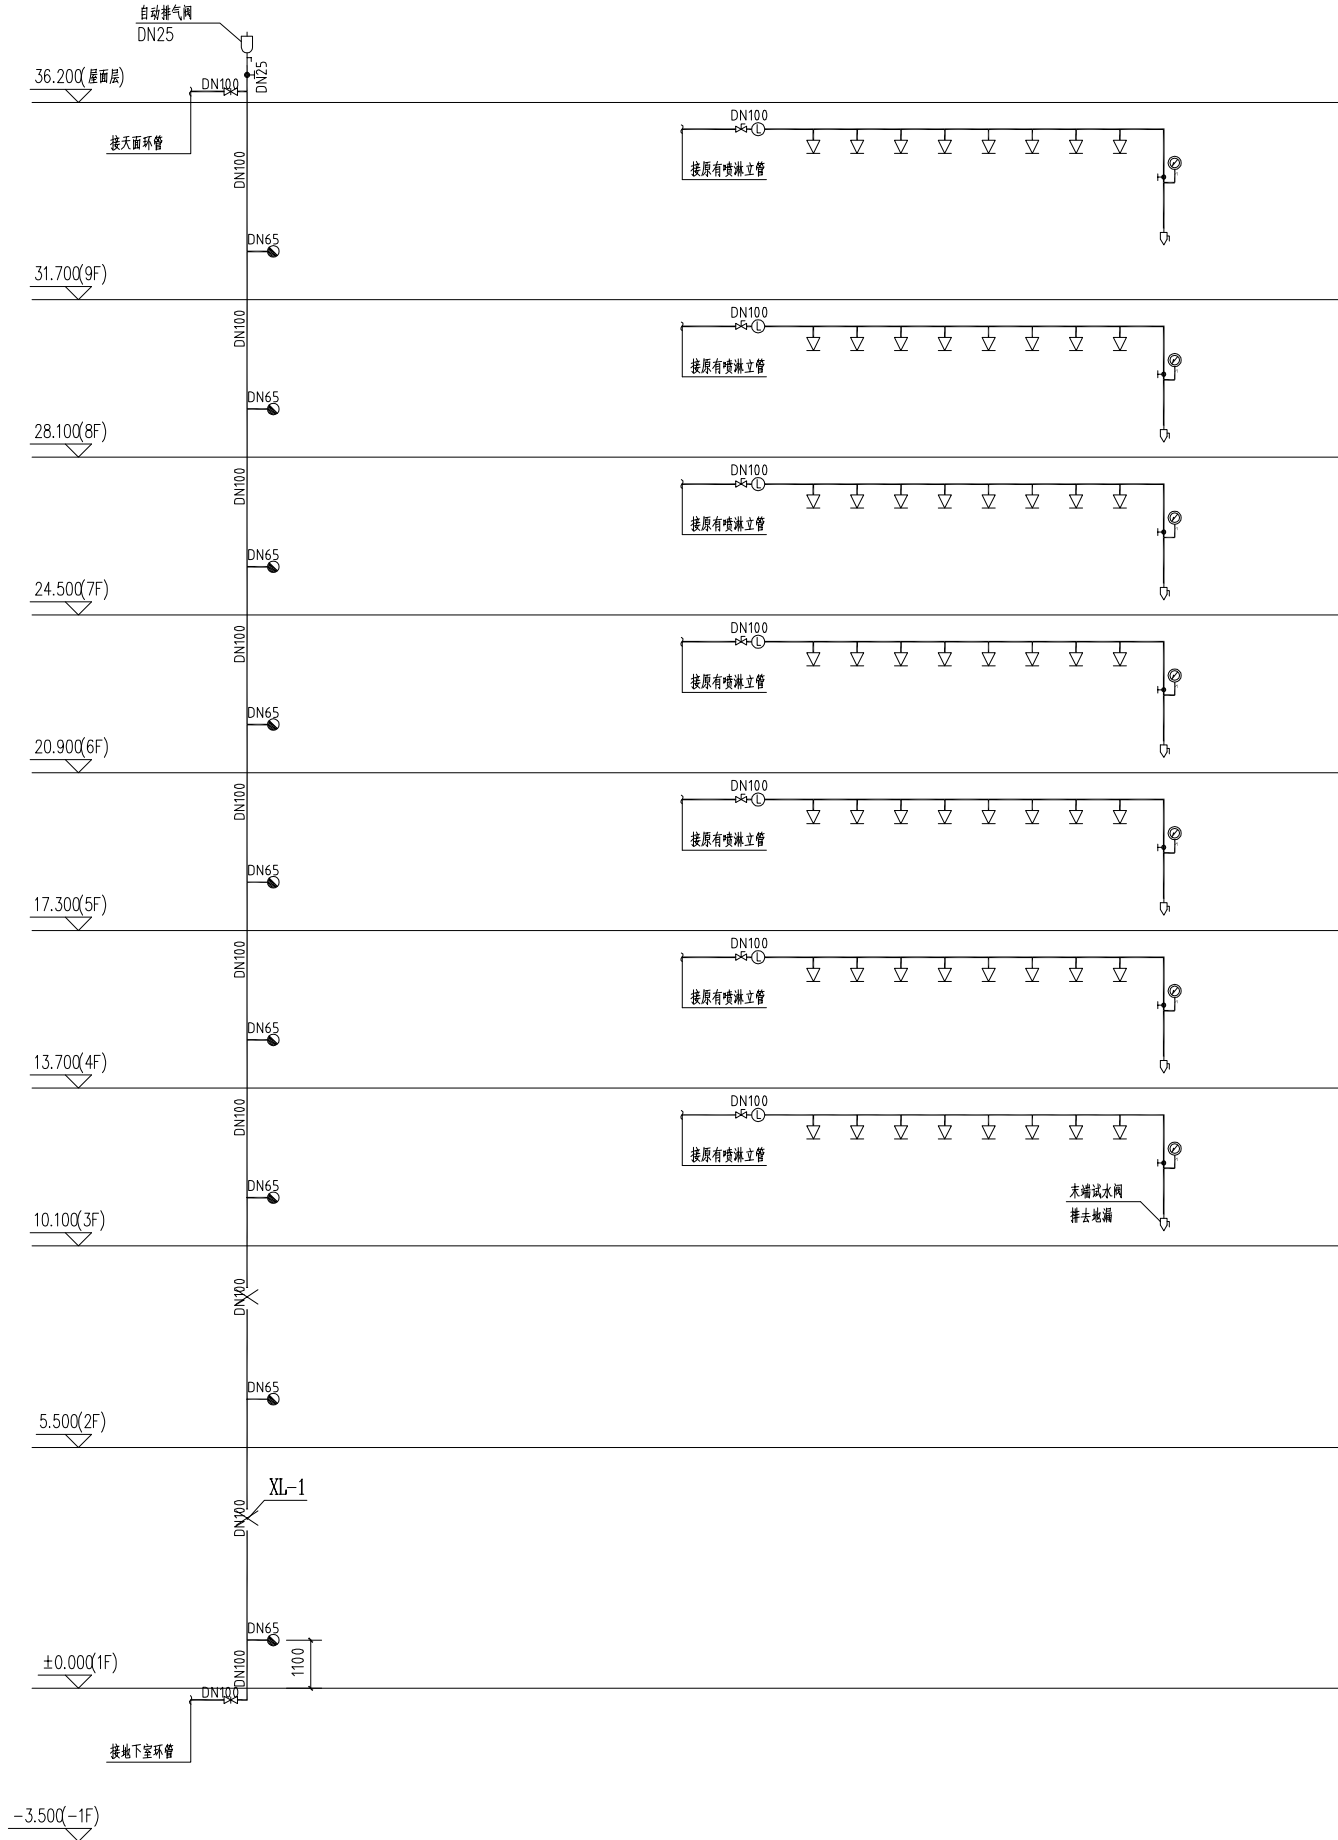 自动排气阀
DN25
36.200(屋面层)
DN100
DN25
接天面环管
DN100
DN100
接原有喷淋立管
L
DN65
31.700(9F)
DN100
DN100
接原有喷淋立管
L
DN65
28.100(8F)
DN100
DN100
接原有喷淋立管
L
DN65
24.500(7F)
DN100
DN100
接原有喷淋立管
L
DN65
20.900(6F)
DN100
DN100
接原有喷淋立管
L
DN65
17.300(5F)
DN100
DN100
接原有喷淋立管
L
DN65
13.700(4F)
DN100
DN100
接原有喷淋立管
L
DN65
末端试水阀
排去地漏
10.100(3F)
DN100
DN65
5.500(2F)
XL-1
DN100
DN65
1100
DN100
±0.000(1F)
DN100
接地下室环管
-3.500(-1F)